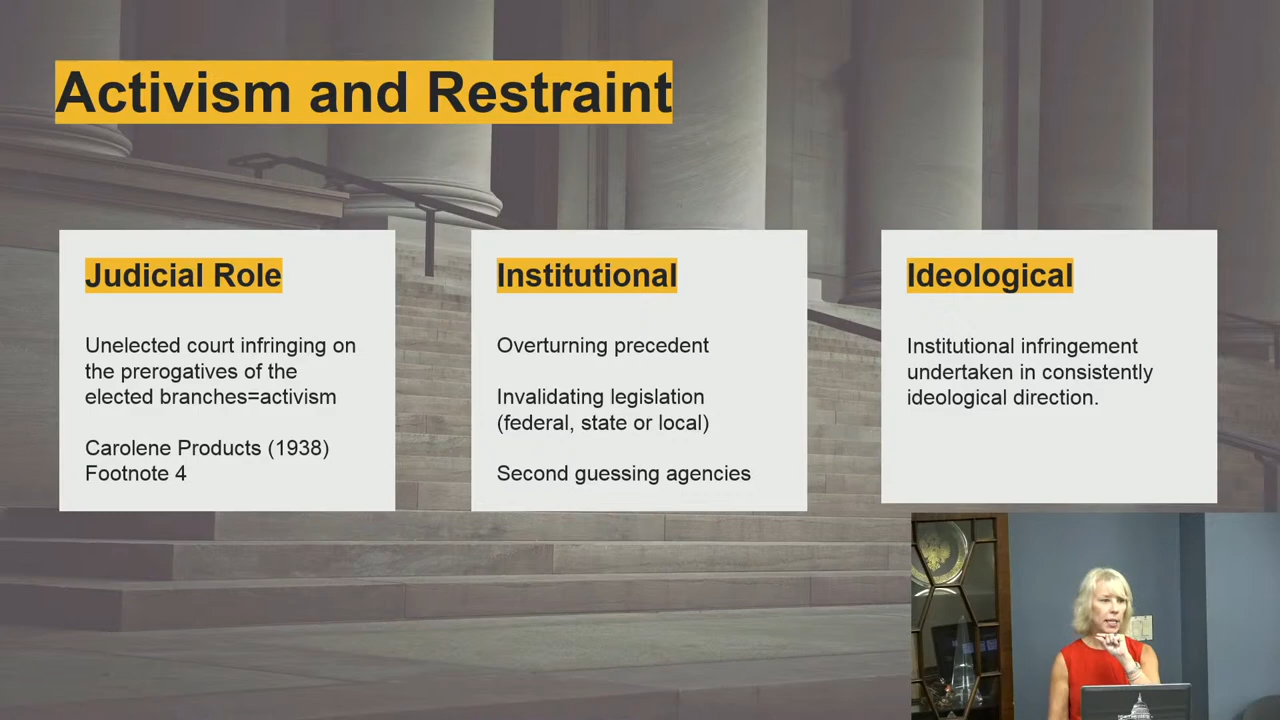 Activism and Restraint
Judicial Role
Unelected court infringing on
the prerogatives of the
elected branches=activism
Carolene Products (1938)
Footnote 4
Institutional
Overturning precedent
Invalidating legislation
(federal, state or local)
Second guessing agencies
Ideological
Institutional infringement
undertaken in consistently
ideological direction.